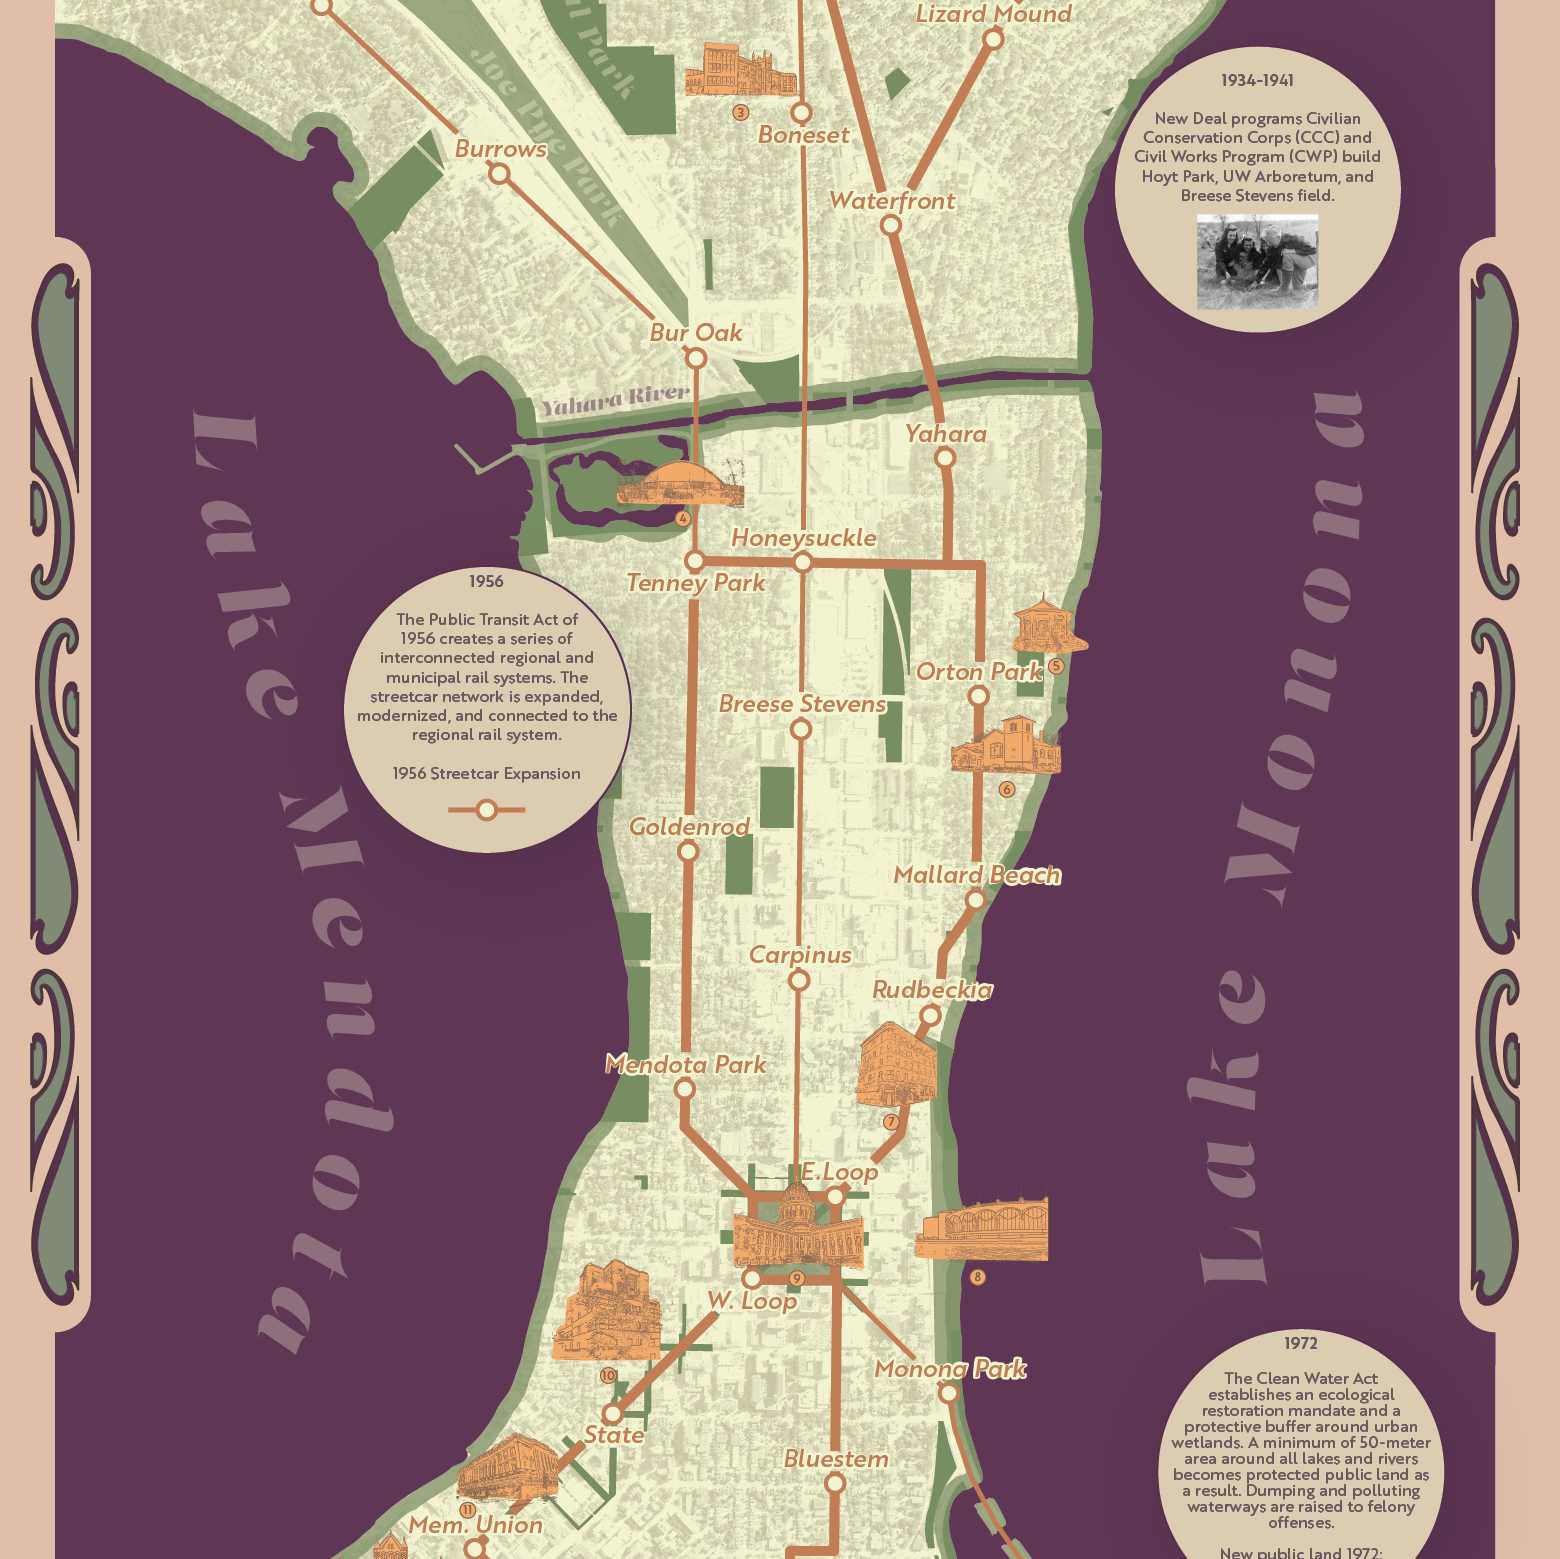 Lizard Mound
l Park
Joe Pye Park
3
Boneset
Burrows
Waterfront
1934-1941
New Deal programs Civilian
Conservation Corps (CCC) and
Civil Works Program (CWP) build
Hoyt Park, UW Arboretum, and
Breese Stevens field.
Bur Oak
Yahara River
Yahara
4
Honeysuckle
Tenney Park
Lake Mendota
Lake Monona
1956
The Public Transit Act of
1956 creates a series of
interconnected regional and
municipal rail systems. The
streetcar network is expanded,
modernized, and connected to the
regional rail system.
1956 Streetcar Expansion
5
Orton Park
Breese Stevens
6
Goldenrod
Mallard Beach
Carpinus
Rudbeckia
Mendota Park
7
E.Loop
8
9
W. Loop
10
Monona Park
State
Bluestem
11
Mem. Union
1972
The Clean Water Act
establishes an ecological
restoration mandate and a
protective buffer around urban
wetlands. A minimum of 50-meter
area around all lakes and rivers
becomes protected public land as
a result. Dumping and polluting
waterways are raised to felony
offenses.
New public land 1972: